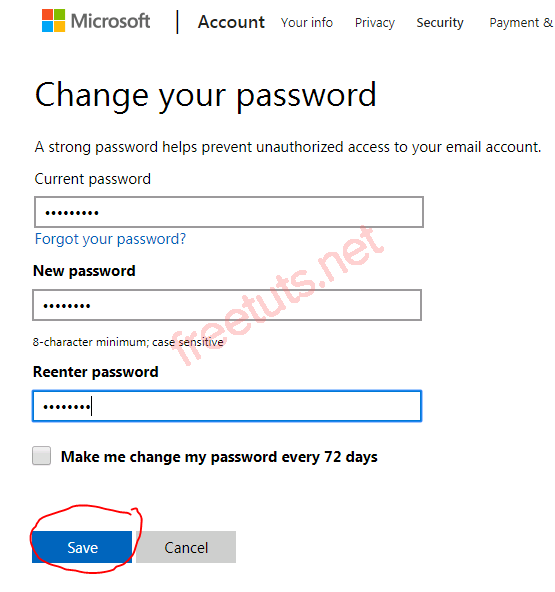 Microsoft | Account Your info Privacy Security Payment &
Change your password
A strong password helps prevent unauthorized access to your email account.
Current password
•••••••••
Forgot your password?
New password
••••••••
8-character minimum; case sensitive
Reenter password
••••••••
Make me change my password every 72 days
Save Cancel
freetuts.net